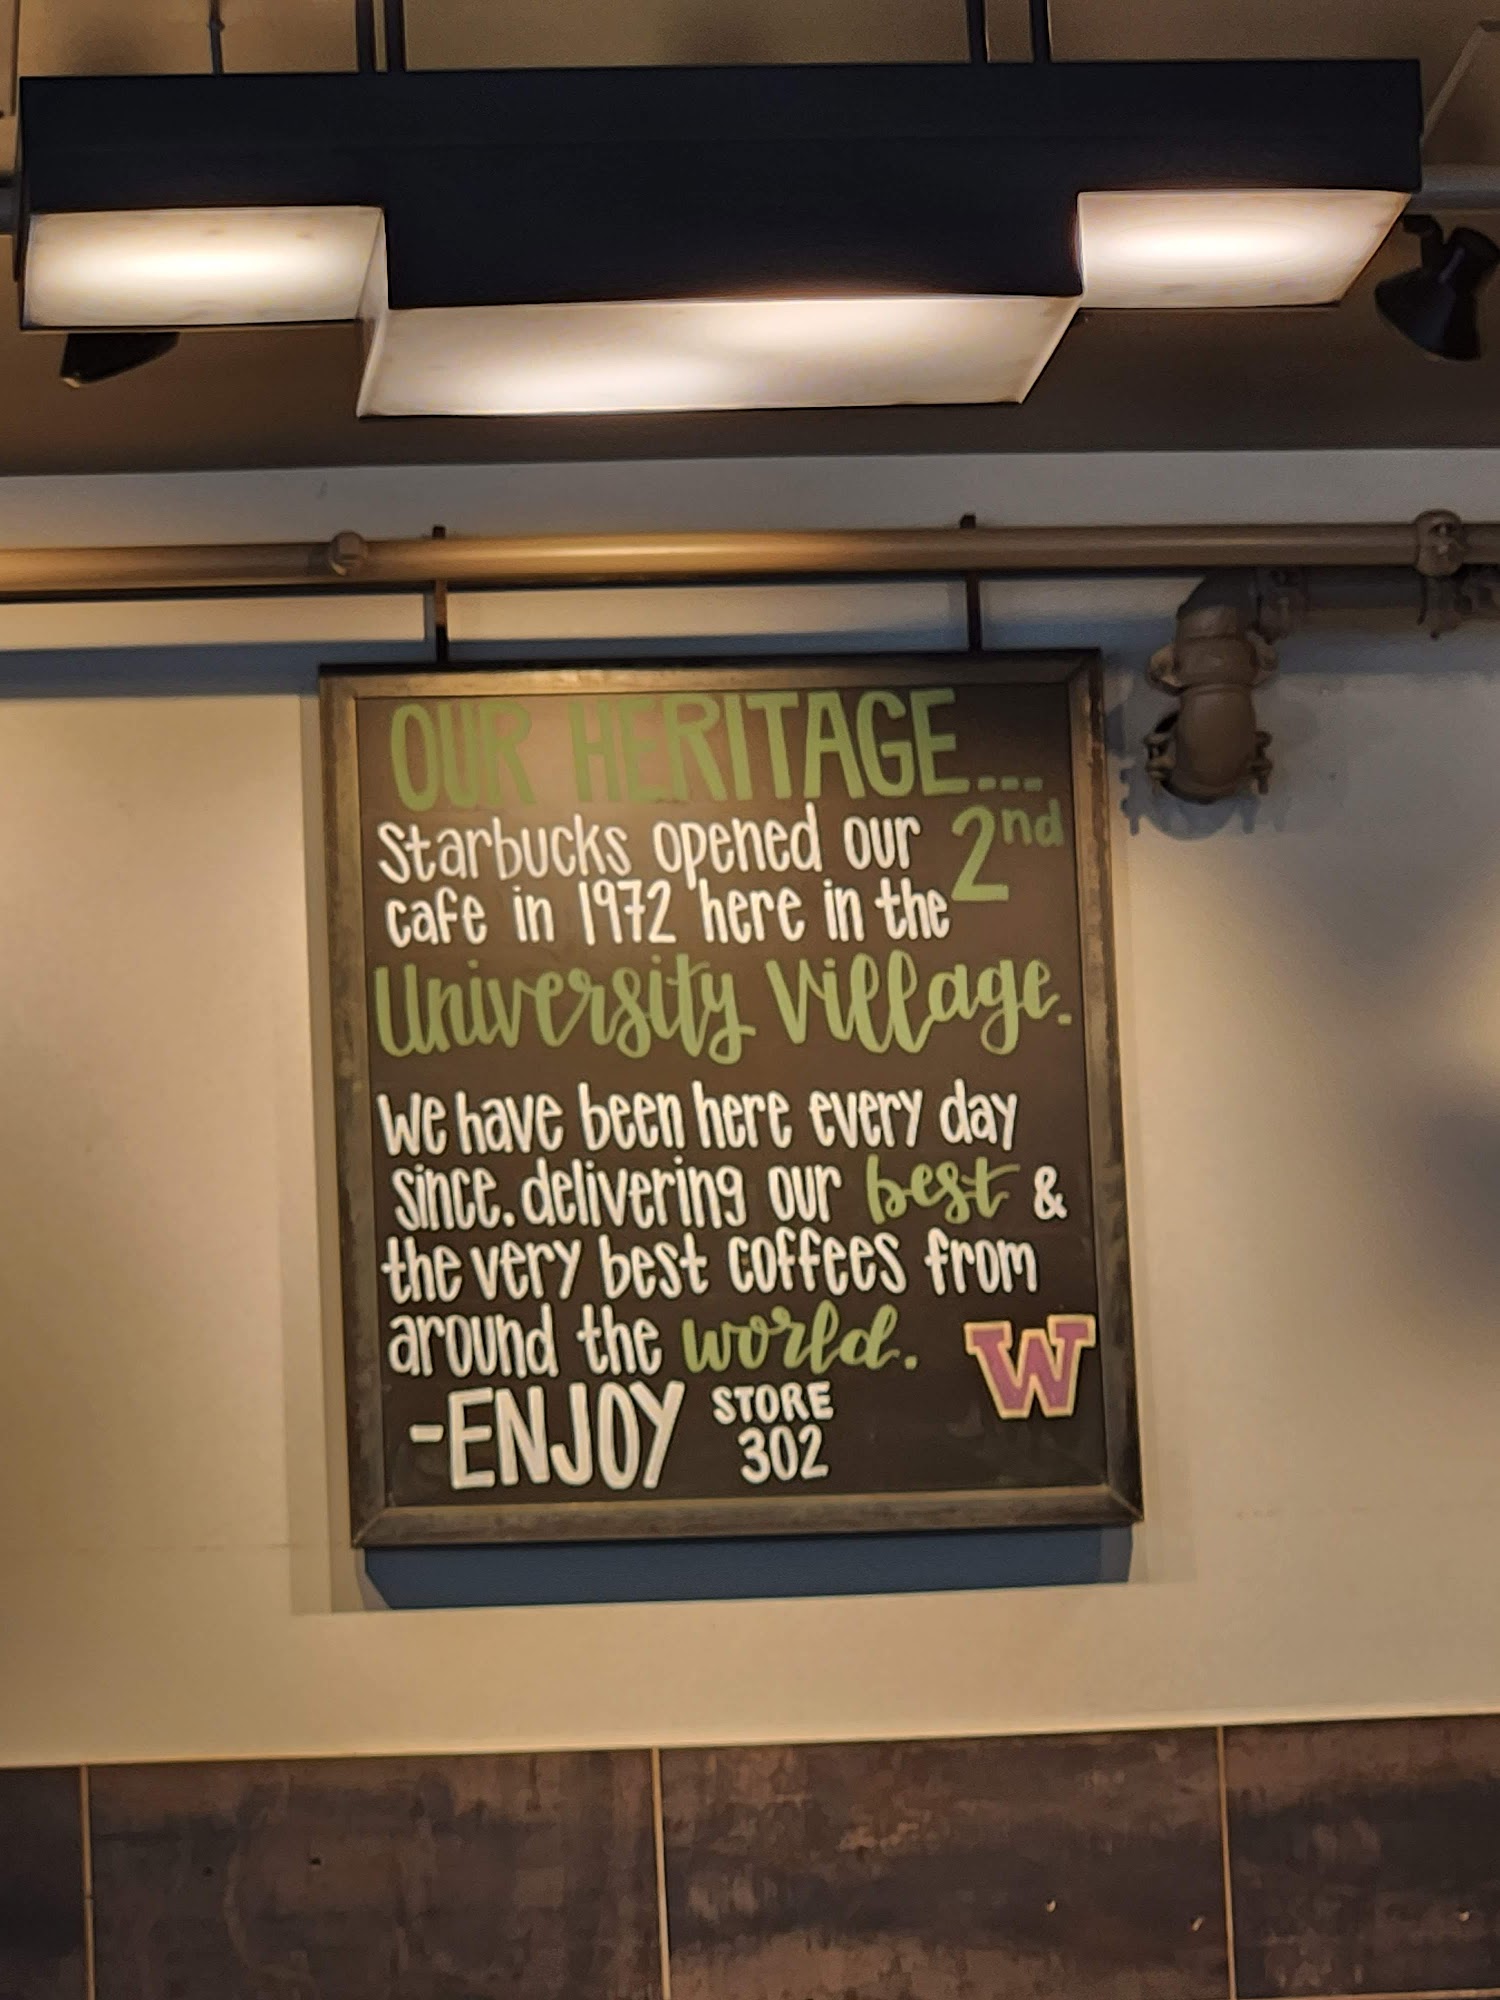 OUR HERITAGE...
Starbucks opened our 2nd
cafe in 1972 here in the
University Village.
We have been here every day
since. delivering our best &
the very best coffees from
around the world.
-ENJOY STORE
302
W